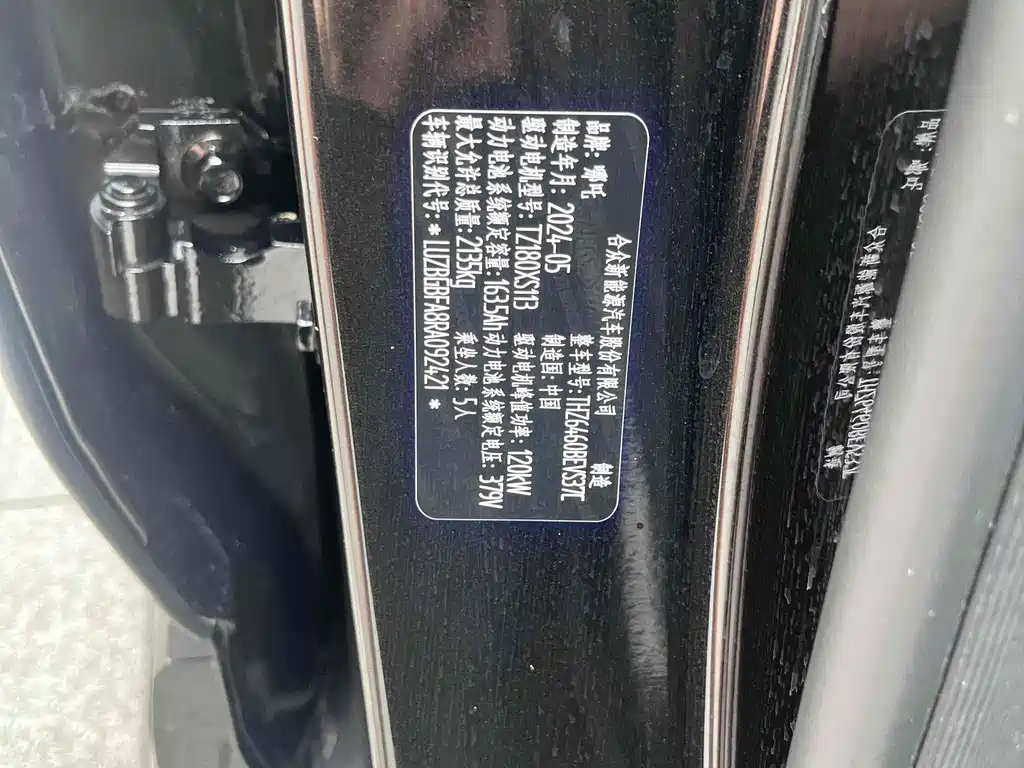 合众新能源汽车股份有限公司 制造
品牌: 哪吒 整车型号: THZ6460BEVS37L
制造年月: 2024-05 制造国: 中国
驱动电机型号: TZ180XS113 驱动电机峰值功率: 120kW
动力电池系统额定容量: 163.5Ah 动力电池系统额定电压: 379V
最大允许总质量: 2135kg 乘坐人数: 5人
车辆识别代号: * LUZBGBFA8RA092421 *